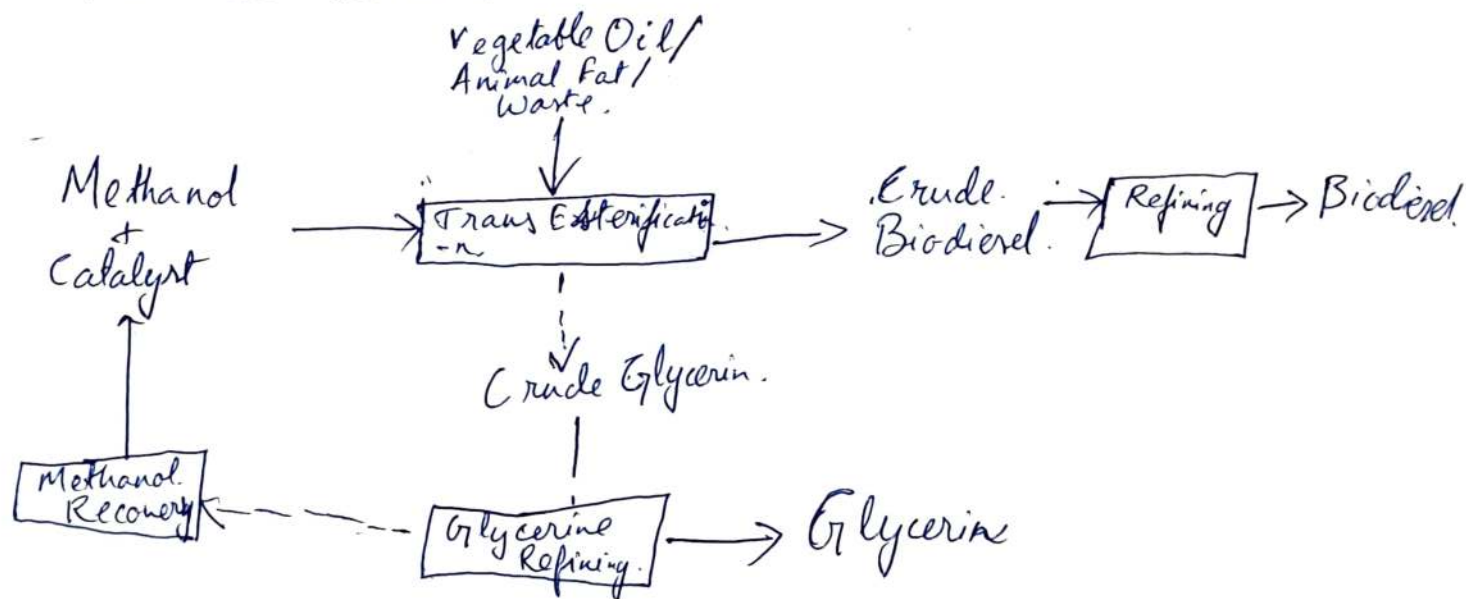 Vegetable Oil/
Animal Fat/
Waste.
Methanol
+
Catalyst
Trans Esterificatio
-n
Crude
Biodiesel.
Refining
Biodiesel.
Crude Glycerin.
Methanol
Recovery
Glycerine
Refining.
Glycerin